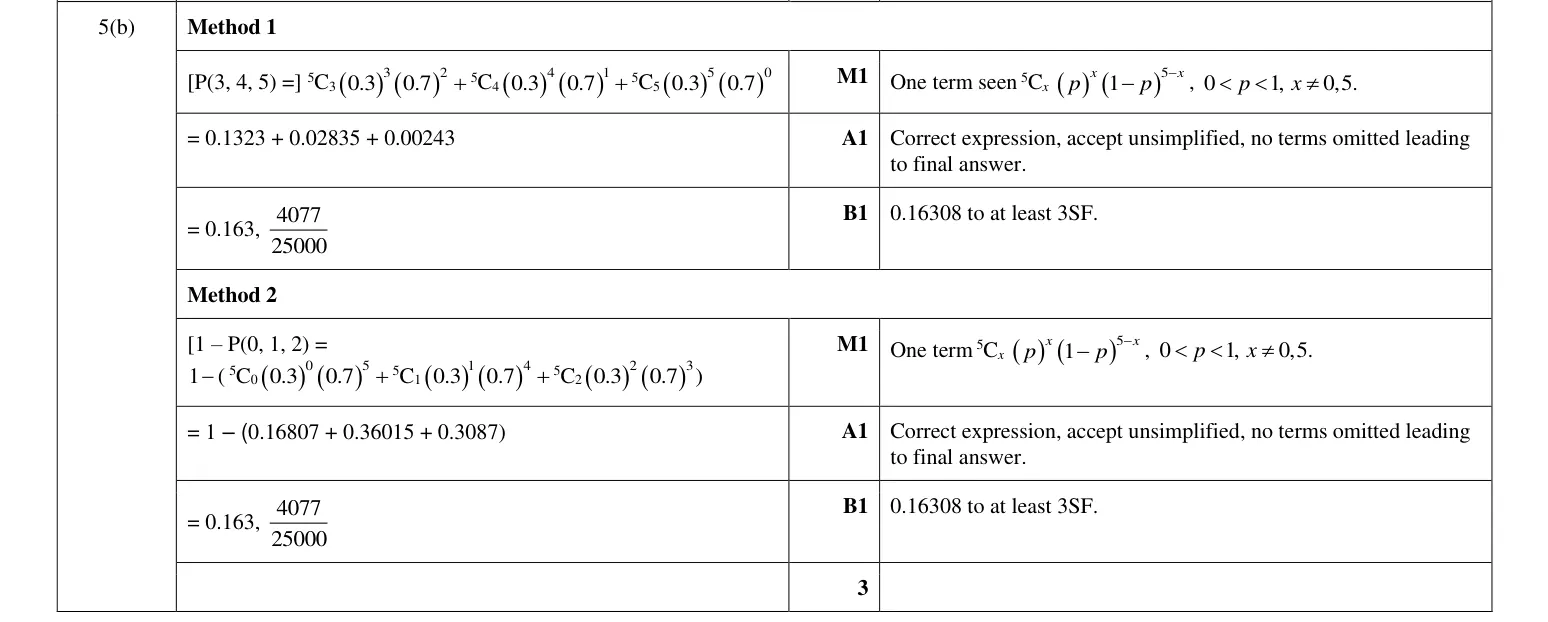 5(b)
Method 1
[P(3, 4, 5) =] ⁵C₃(0.3)³(0.7)² + ⁵C₄(0.3)⁴(0.7)¹ + ⁵C₅(0.3)⁵(0.7)⁰
M1
One term seen ⁵Cₓ (p)ˣ(1 − p)⁵⁻ˣ, 0 < p < 1, x ≠ 0,5.
= 0.1323 + 0.02835 + 0.00243
A1
Correct expression, accept unsimplified, no terms omitted leading
to final answer.
= 0.163, 4077/25000
B1
0.16308 to at least 3SF.
Method 2
[1 – P(0, 1, 2) =
1 − ( ⁵C₀(0.3)⁰(0.7)⁵ + ⁵C₁(0.3)¹(0.7)⁴ + ⁵C₂(0.3)²(0.7)³)
M1
One term ⁵Cₓ (p)ˣ(1 − p)⁵⁻ˣ, 0 < p < 1, x ≠ 0,5.
= 1 − (0.16807 + 0.36015 + 0.3087)
A1
Correct expression, accept unsimplified, no terms omitted leading
to final answer.
= 0.163, 4077/25000
B1
0.16308 to at least 3SF.
3